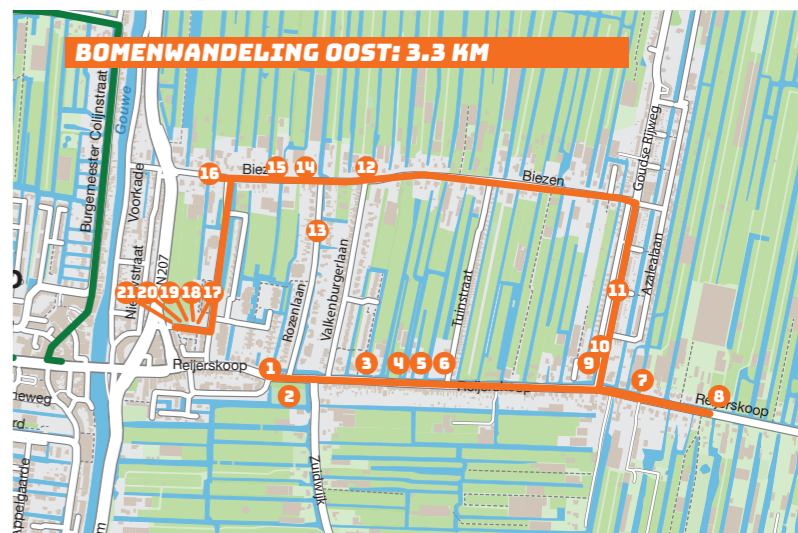 BOMENWANDELING OOST: 3.3 KM
Burgemeester Colijnstraat
Gouwe
Voorkade
N207
Goudse Rijweg
Azalealaan
16
15
14
12
Biezen
13
11
Rozenlaan
Valkenburgerlaan
Tuinstraat
21
20
19
18
17
Reijerskoop
1
2
3
4
5
6
9
10
7
8
Reijerskoop
Zuidwijk